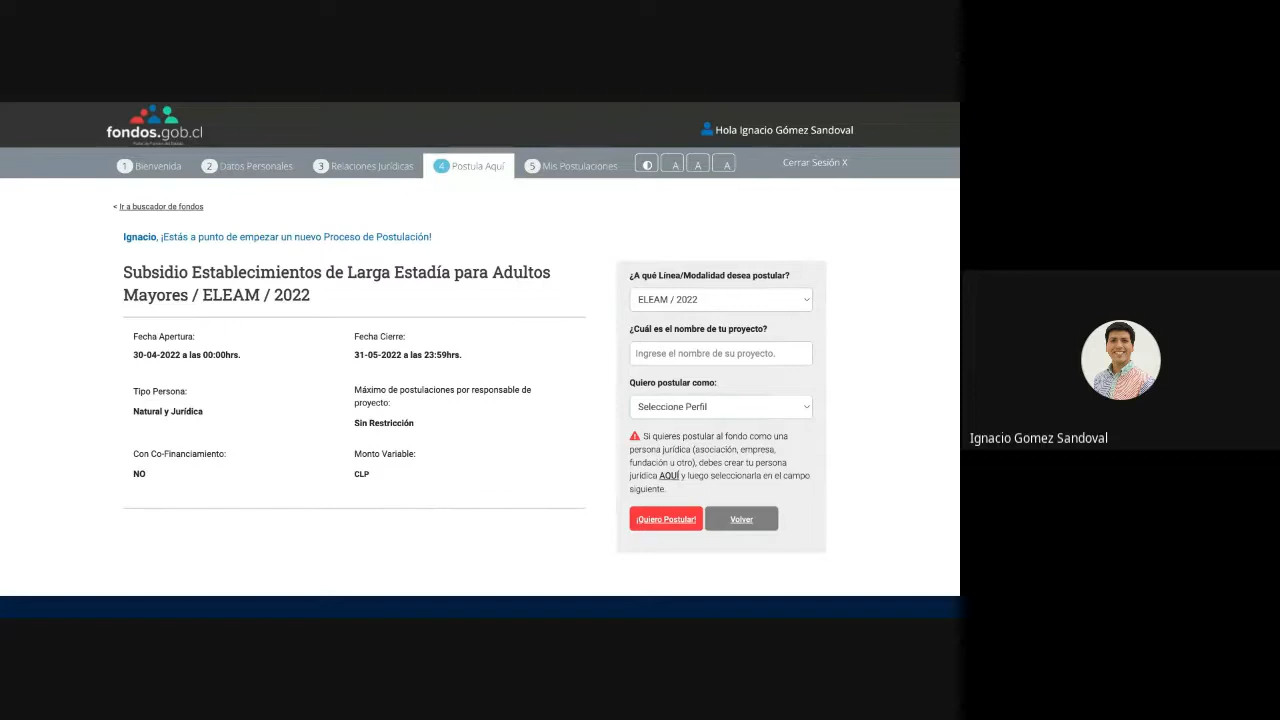 fondos.gob.cl
Hola Ignacio Gómez Sandoval
1 Bienvenida
2 Datos Personales
3 Relaciones Jurídicas
4 Postula Aquí
5 Mis Postulaciones
A A A
Cerrar Sesión X
< Ir a buscador de fondos
Ignacio, ¡Estás a punto de empezar un nuevo Proceso de Postulación!
Subsidio Establecimientos de Larga Estadía para Adultos
Mayores / ELEAM / 2022
Fecha Apertura:
30-04-2022 a las 00:00hrs.
Fecha Cierre:
31-05-2022 a las 23:59hrs.
Tipo Persona:
Natural y Jurídica
Máximo de postulaciones por responsable de
proyecto:
Sin Restricción
Con Co-Financiamiento:
NO
Monto Variable:
CLP
¿A qué Línea/Modalidad desea postular?
ELEAM / 2022
¿Cuál es el nombre de tu proyecto?
Ingrese el nombre de su proyecto.
Quiero postular como:
Seleccione Perfil
Si quieres postular al fondo como una
persona jurídica (asociación, empresa,
fundación u otro), debes crear tu persona
jurídica AQUÍ y luego seleccionarla en el campo
siguiente.
¡Quiero Postular!
Volver
Ignacio Gomez Sandoval